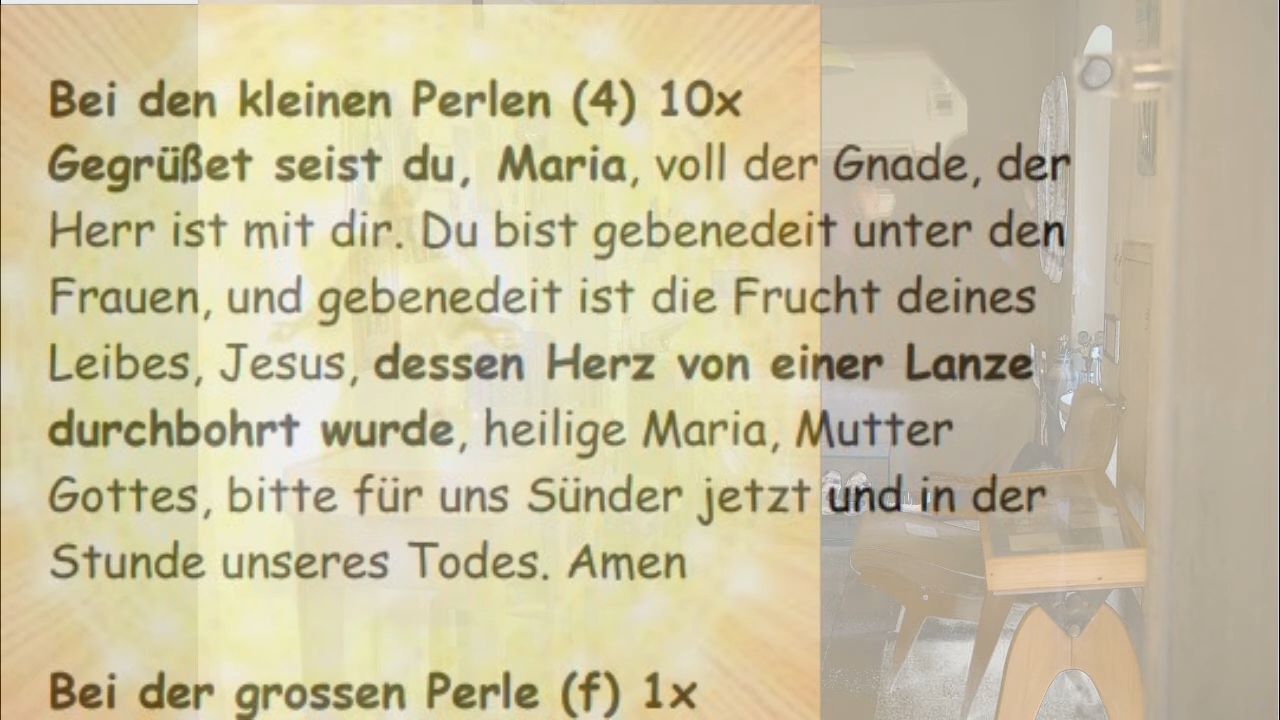 Bei den kleinen Perlen (4) 10x
Gegrüßet seist du, Maria, voll der Gnade, der
Herr ist mit dir. Du bist gebenedeit unter den
Frauen, und gebenedeit ist die Frucht deines
Leibes, Jesus, dessen Herz von einer Lanze
durchbohrt wurde, heilige Maria, Mutter
Gottes, bitte für uns Sünder jetzt und in der
Stunde unseres Todes. Amen
Bei der grossen Perle (f) 1x